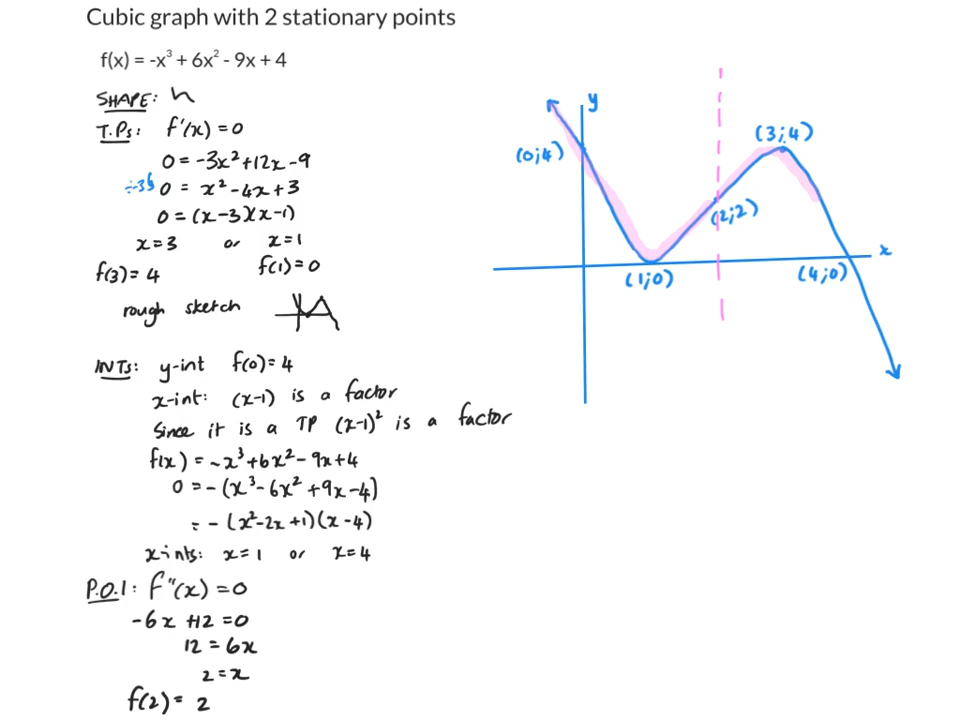 Cubic graph with 2 stationary points
f(x) = -x³ + 6x² - 9x + 4
SHAPE:
T.Ps: f'(x) = 0
0 = -3x² + 12x - 9
÷-3 0 = x² - 4x + 3
0 = (x-3)(x-1)
x = 3 or x = 1
f(3) = 4 f(1) = 0
rough sketch
INTs: y-int f(0) = 4
x-int: (x-1) is a factor
Since it is a TP (x-1)² is a factor
f(x) = -x³ + 6x² - 9x + 4
0 = - (x³ - 6x² + 9x - 4)
= - (x² - 2x + 1)(x - 4)
x-ints: x = 1 or x = 4
P.O.I: f''(x) = 0
-6x + 12 = 0
12 = 6x
2 = x
f(2) = 2
y
(3;4)
(0;4)
(2;2)
x
(1;0)
(4;0)